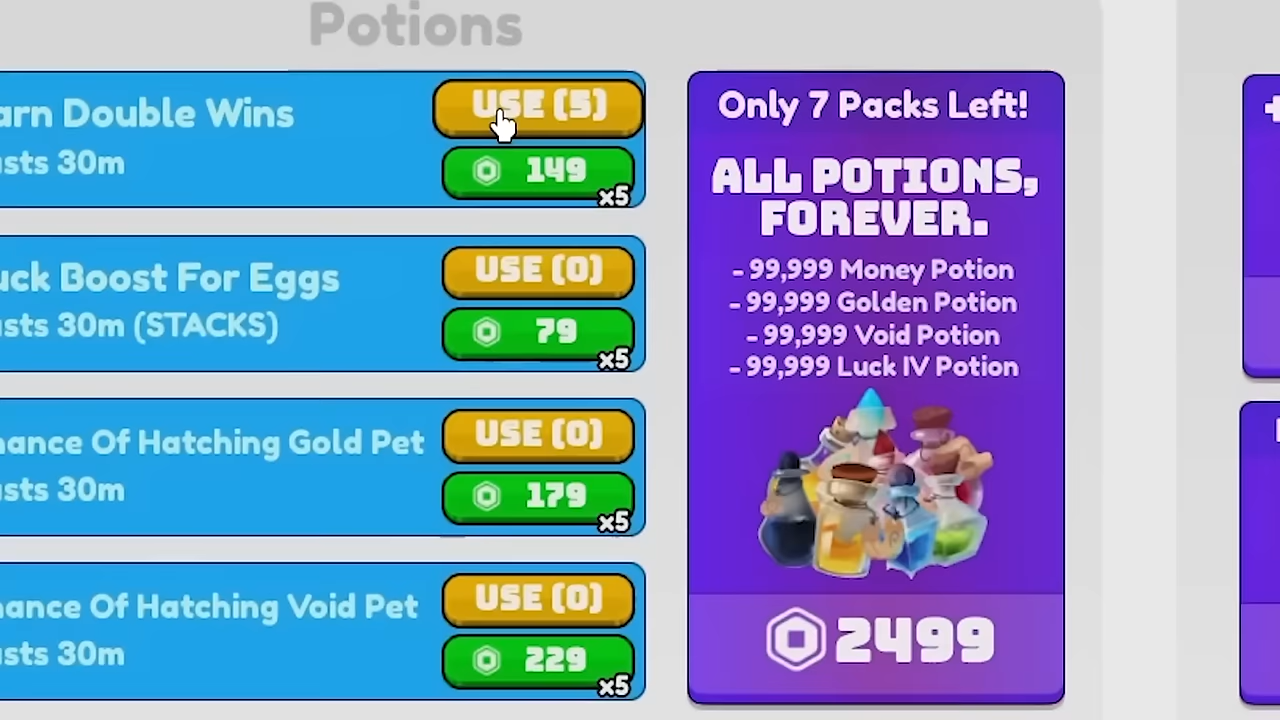 Potions
arn Double Wins
USE (5)
sts 30m
149
x5
uck Boost For Eggs
USE (0)
sts 30m (STACKS)
79
x5
hance Of Hatching Gold Pet
USE (0)
sts 30m
179
x5
hance Of Hatching Void Pet
USE (0)
sts 30m
229
x5
Only 7 Packs Left!
ALL POTIONS,
FOREVER.
- 99,999 Money Potion
- 99,999 Golden Potion
- 99,999 Void Potion
- 99,999 Luck IV Potion
2499